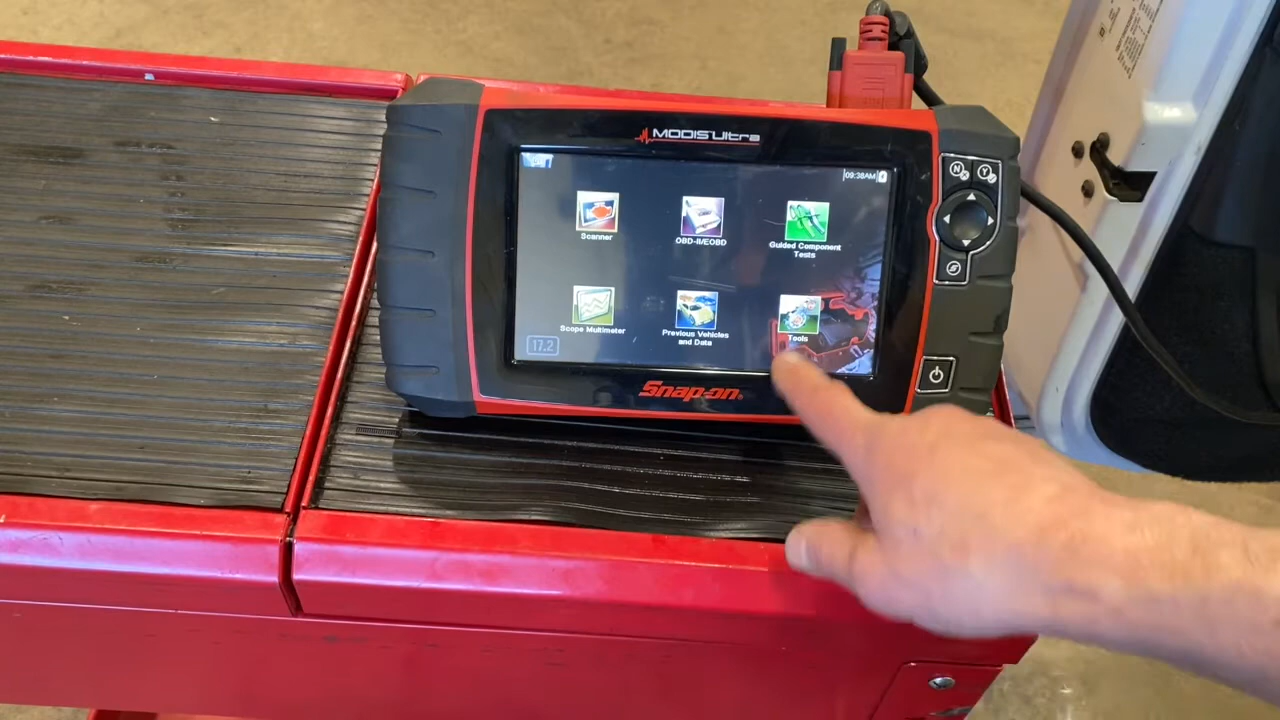 MODIS Ultra
09:38AM
Scanner
OBD-II/EOBD
Guided Component
Tests
Scope Multimeter
Previous Vehicles
and Data
Tools
17.2
Snap-on
N
Y